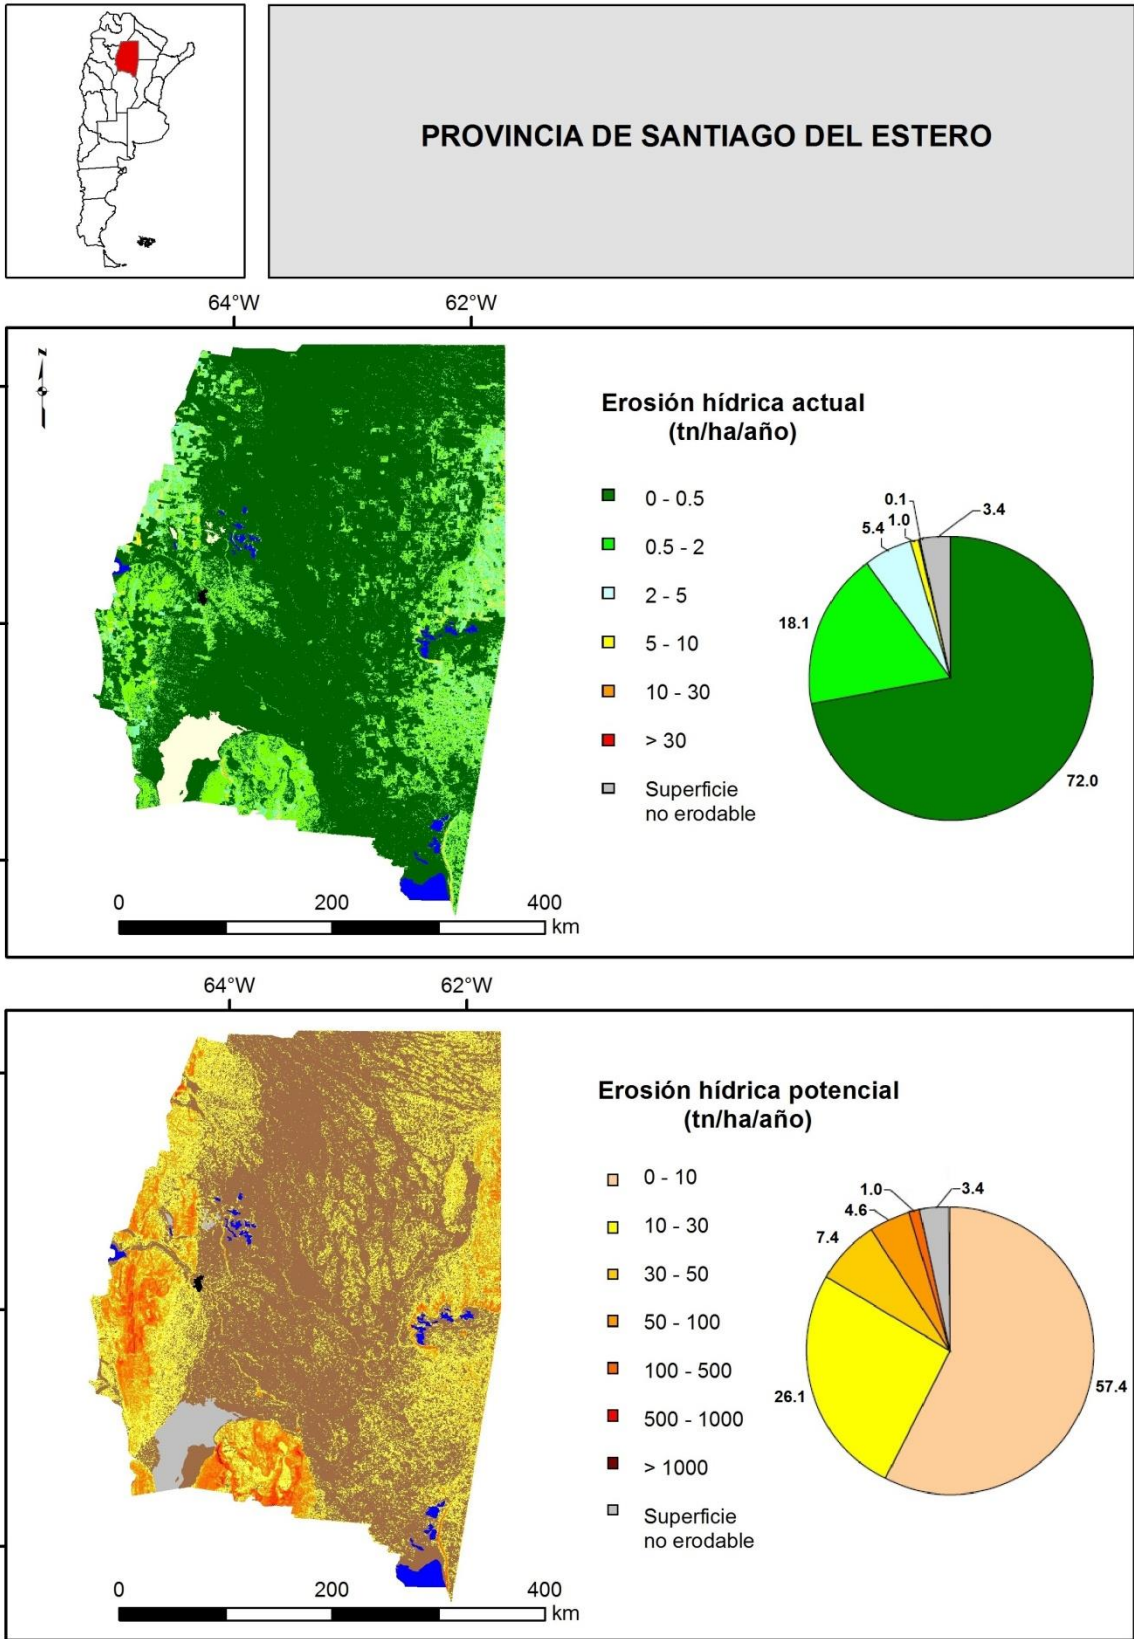 PROVINCIA DE SANTIAGO DEL ESTERO
64°W
62°W
N
Erosión hídrica actual
(tn/ha/año)
0 - 0.5
0.5 - 2
2 - 5
5 - 10
10 - 30
> 30
Superficie
no erodable
0.1
3.4
5.4
1.0
18.1
72.0
0
200
400
km
64°W
62°W
Erosión hídrica potencial
(tn/ha/año)
0 - 10
10 - 30
30 - 50
50 - 100
100 - 500
500 - 1000
> 1000
Superficie
no erodable
1.0
3.4
4.6
7.4
26.1
57.4
0
200
400
km